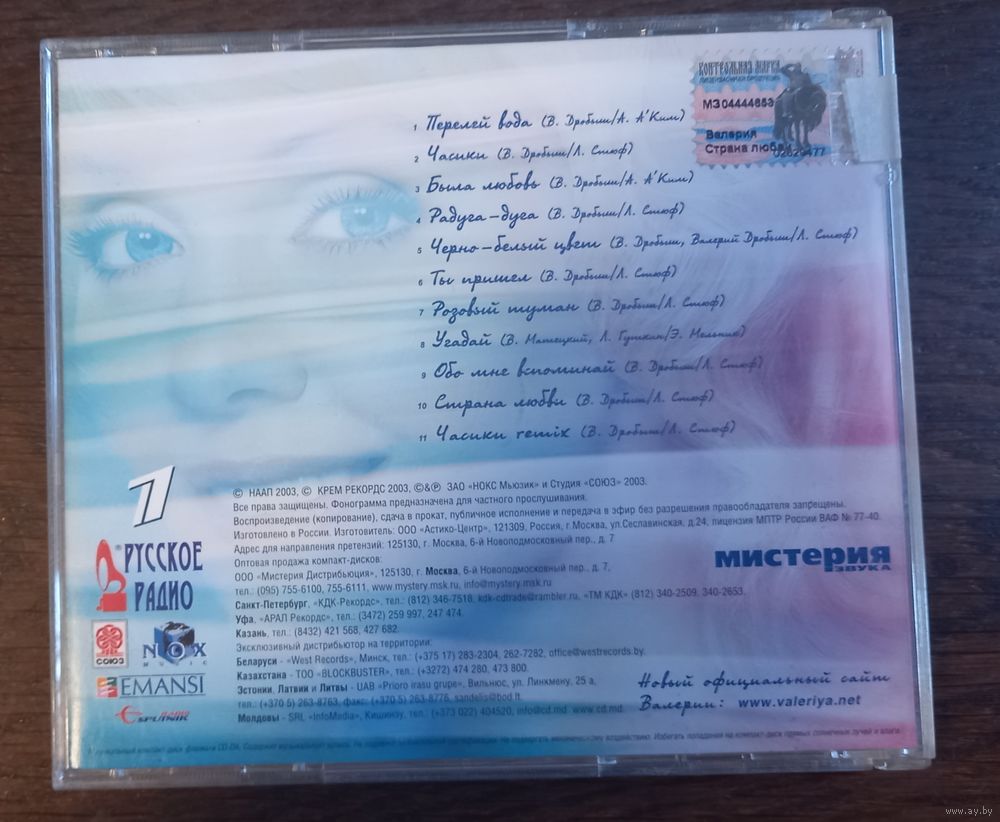 КОНТРОЛЬНАЯ МАРКА
МЗ 04444653
Валерия
Страна любви
02620477
1 Перелей вода (В. Дробыш/А. А'Ким)
2 Часики (В. Дробыш/Л. Стюф)
3 Была любовь (В. Дробыш/А. А'Ким)
4 Радуга-дуга (В. Дробыш/Л. Стюф)
5 Черно-белый цвет (В. Дробыш, Валерий Дробыш/Л. Стюф)
6 Ты пришел (В. Дробыш/Л. Стюф)
7 Розовый туман (В. Дробыш/Л. Стюф)
8 Угадай (В. Матецкий, Л. Гуткин/Э. Мельник)
9 Обо мне вспоминай (В. Дробыш/Л. Стюф)
10 Страна любви (В. Дробыш/Л. Стюф)
11 Часики remix (В. Дробыш/Л. Стюф)
© НААП 2003, © КРЕМ РЕКОРДС 2003, ©&℗ ЗАО «НОКС Мьюзик» и Студия «СОЮЗ» 2003.
Все права защищены. Фонограмма предназначена для частного прослушивания.
Воспроизведение (копирование), сдача в прокат, публичное исполнение и передача в эфир без разрешения правообладателя запрещены.
Изготовлено в России. Изготовитель: ООО «Астико-Центр», 121309, Россия, г.Москва, ул.Сеславинская, д.24, лицензия МПТР России ВАФ № 77-40.
Адрес для направления претензий: 125130, г. Москва, 6-й Новоподмосковный пер., д. 7
Оптовая продажа компакт-дисков:
ООО «Мистерия Дистрибьюция», 125130, г. Москва, 6-й Новоподмосковный пер., д. 7,
тел.: (095) 755-6100, 755-6111, www.mystery.msk.ru, info@mystery.msk.ru
Санкт-Петербург, «КДК-Рекордс», тел.: (812) 346-7518, kdk-cdtrade@rambler.ru, «ТМ КДК» (812) 340-2509, 340-2653.
Уфа, «АРАЛ Рекордс», тел.: (3472) 259 997, 247 474.
Казань, тел.: (8432) 421 568, 427 682.
Эксклюзивный дистрибьютор на территории:
Беларуси - «West Records», Минск, тел.: (+375 17) 283-2304, 262-7282, office@westrecords.by.
Казахстана - ТОО «BLOCKBUSTER», тел.: (+3272) 474 280, 473 800.
Эстонии, Латвии и Литвы - UAB «Prioro irasu grupe», Вильнюс, ул. Линкмену, 25 а,
тел.: (+370 5) 263-8763, факс: (+370 5) 263-8776, sandelis@bod.lt.
Молдовы - SRL «InfoMedia», Кишинэу, тел.: (+373 022) 404520, info@cd.md www.cd.md.
1
РУССКОЕ
РАДИО
СОЮЗ
NOX
MUSIC
EMANSI
мистерия
ЗВУКА
Новый официальный сайт
Валерии: www.valeriya.net
www.ay.by